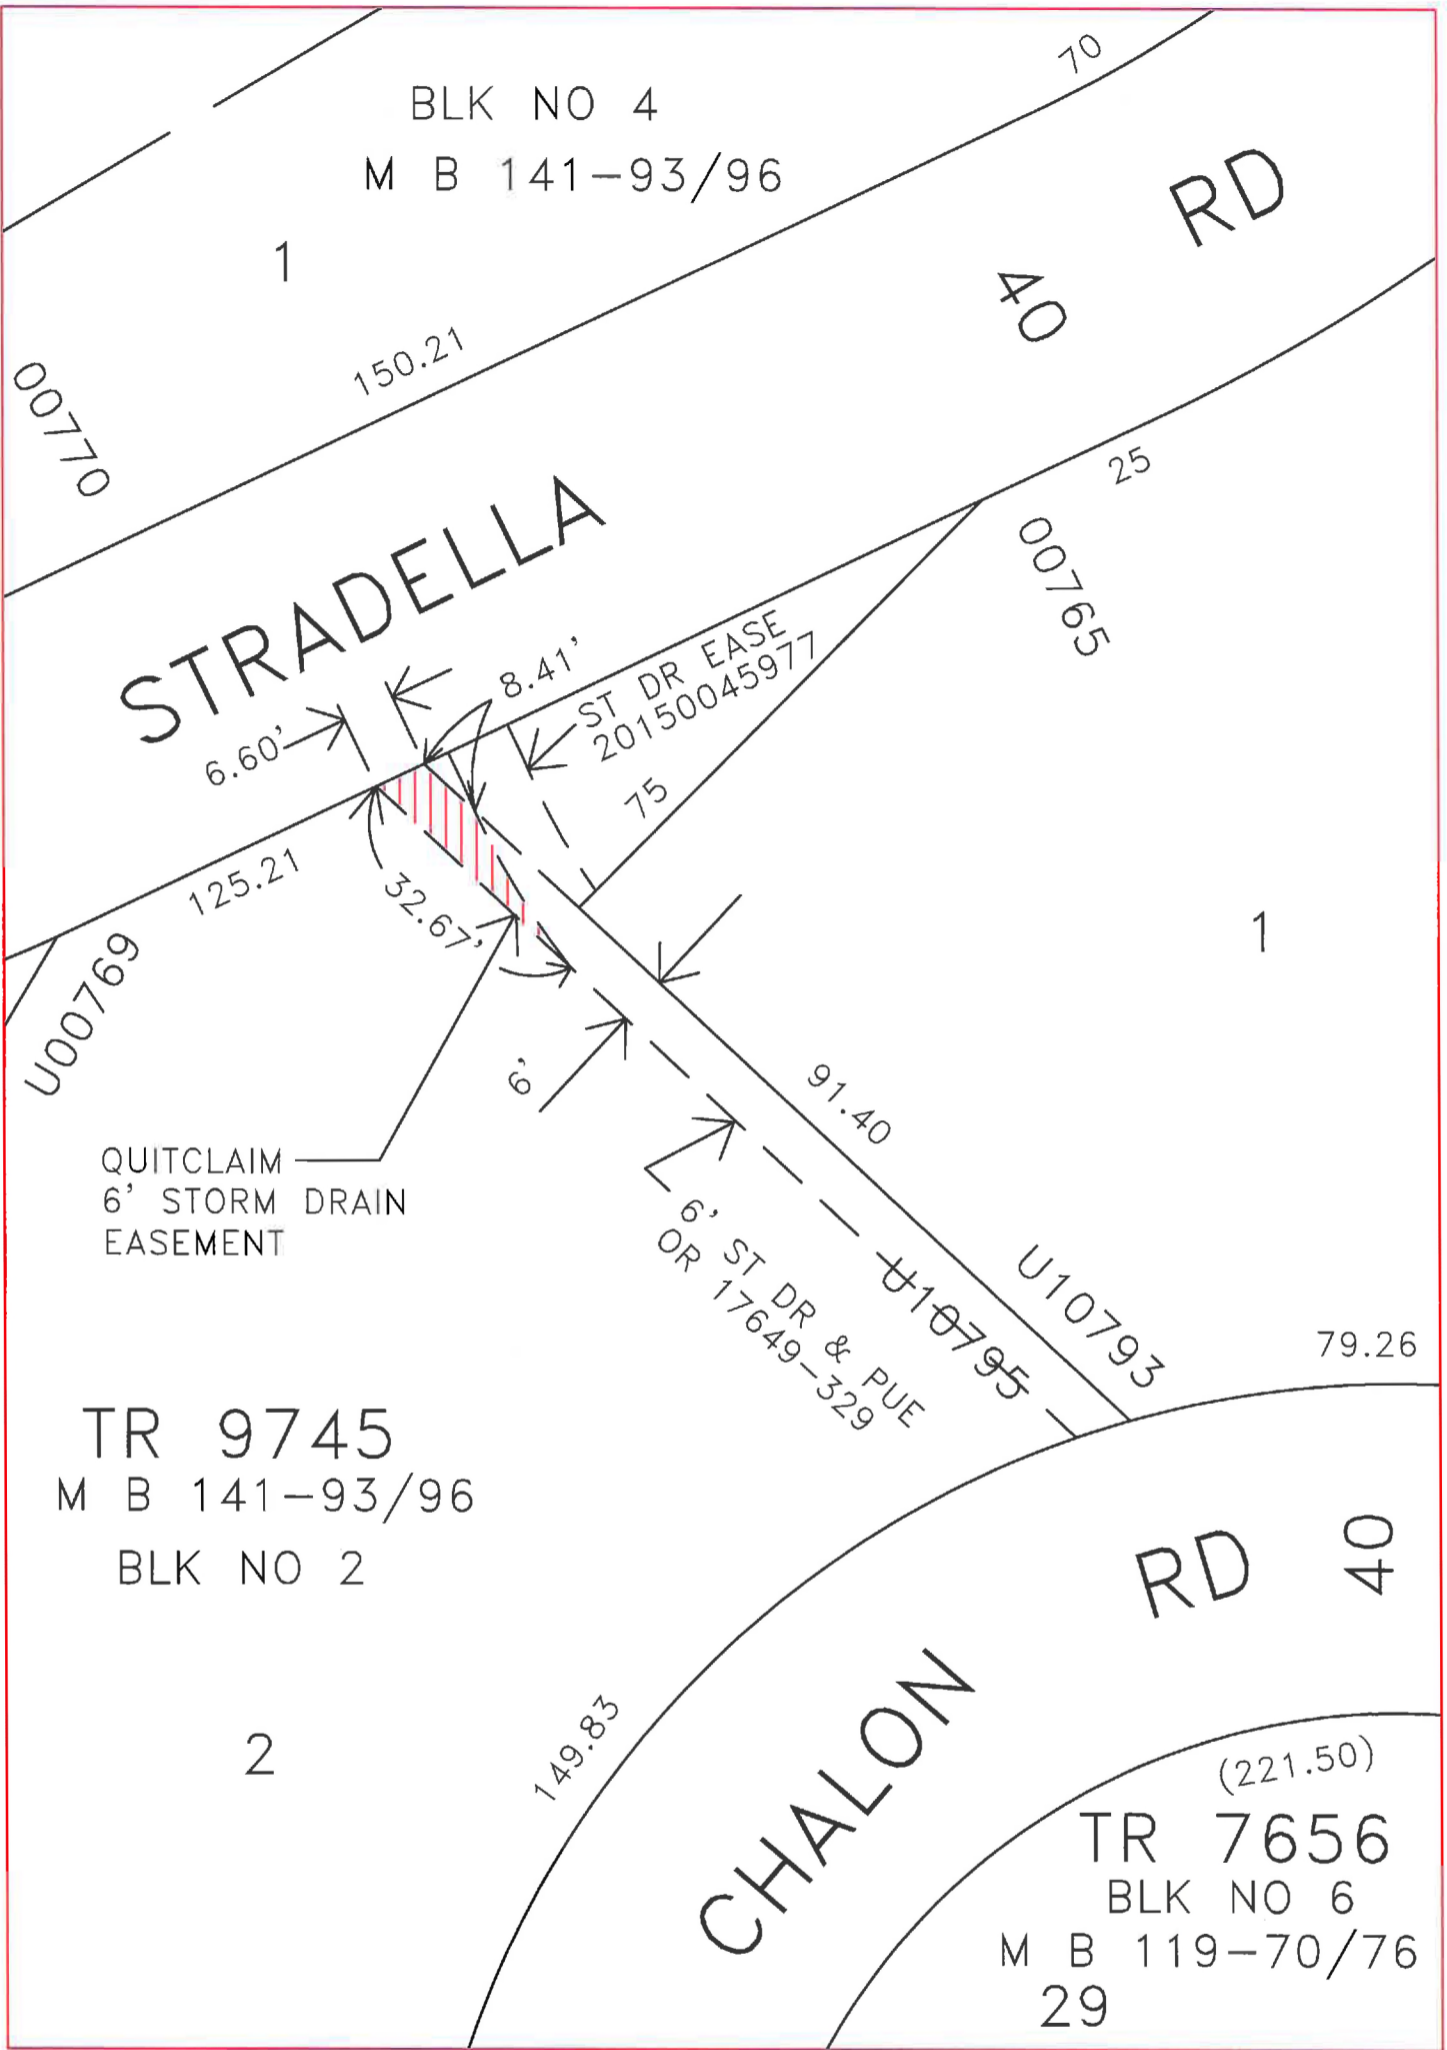 70
BLK NO 4
M B 141-93/96
RD
1
40
150.21
00770
25
STRADELLA
00765
8.41'
ST DR EASE
20150045977
6.60'
75
125.21
32.67'
1
U00769
6'
91.40
QUITCLAIM
6' STORM DRAIN
EASEMENT
6' ST DR & PUE
OR 17649-329
U10795
U10793
79.26
TR 9745
M B 141-93/96
BLK NO 2
RD
40
CHALON
149.83
2
(221.50)
TR 7656
BLK NO 6
M B 119-70/76
29